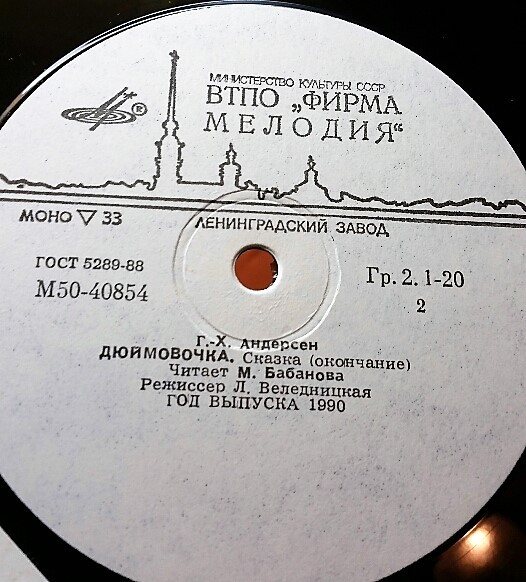 МИНИСТЕРСТВО КУЛЬТУРЫ СССР
ВТПО „ФИРМА
МЕЛОДИЯ“
®
МОНО ▽ 33
ЛЕНИНГРАДСКИЙ ЗАВОД
ГОСТ 5289-88
М50-40854
Гр. 2. 1-20
2
Г.-Х. Андерсен
ДЮЙМОВОЧКА. Сказка (окончание)
Читает М. Бабанова
Режиссер Л. Веледницкая
ГОД ВЫПУСКА 1990